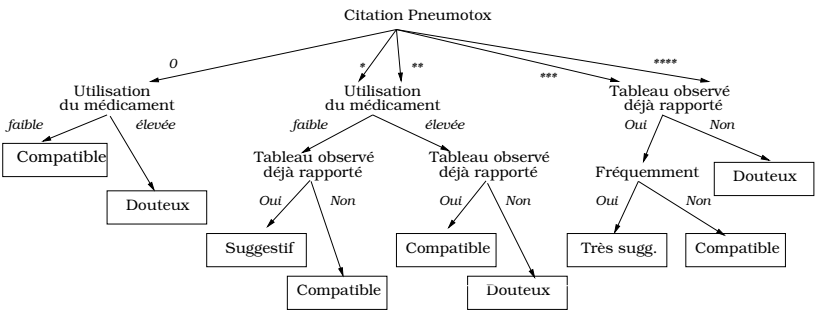 Citation Pneumotox
0
*
**
***
****
Utilisation
du médicament
Utilisation
du médicament
Tableau observé
déjà rapporté
faible
élevée
faible
élevée
Oui
Non
Compatible
Tableau observé
déjà rapporté
Tableau observé
déjà rapporté
Fréquemment
Douteux
Douteux
Oui
Non
Oui
Non
Oui
Non
Suggestif
Compatible
Très sugg.
Compatible
Compatible
Douteux